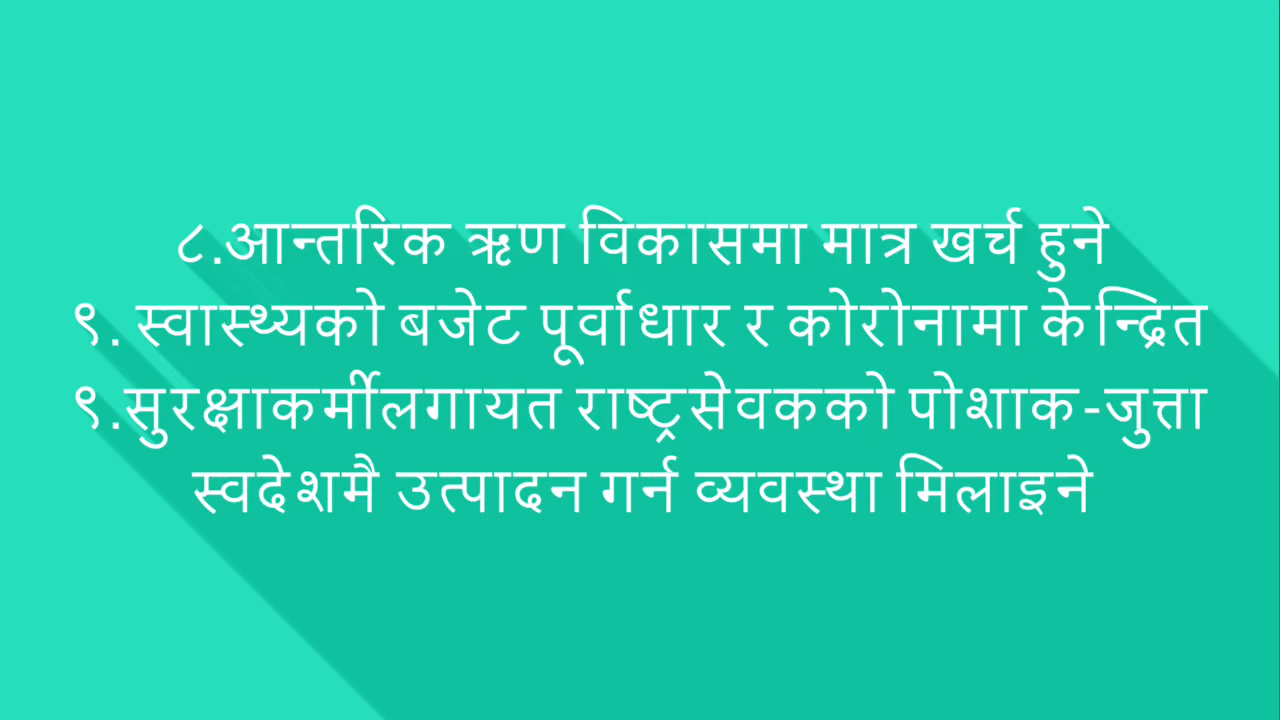 ८.आन्तरिक ऋण विकासमा मात्र खर्च हुने
९. स्वास्थ्यको बजेट पूर्वाधार र कोरोनामा केन्द्रित
९.सुरक्षाकर्मीलगायत राष्ट्रसेवकको पोशाक-जुत्ता
स्वदेशमै उत्पादन गर्न व्यवस्था मिलाइने